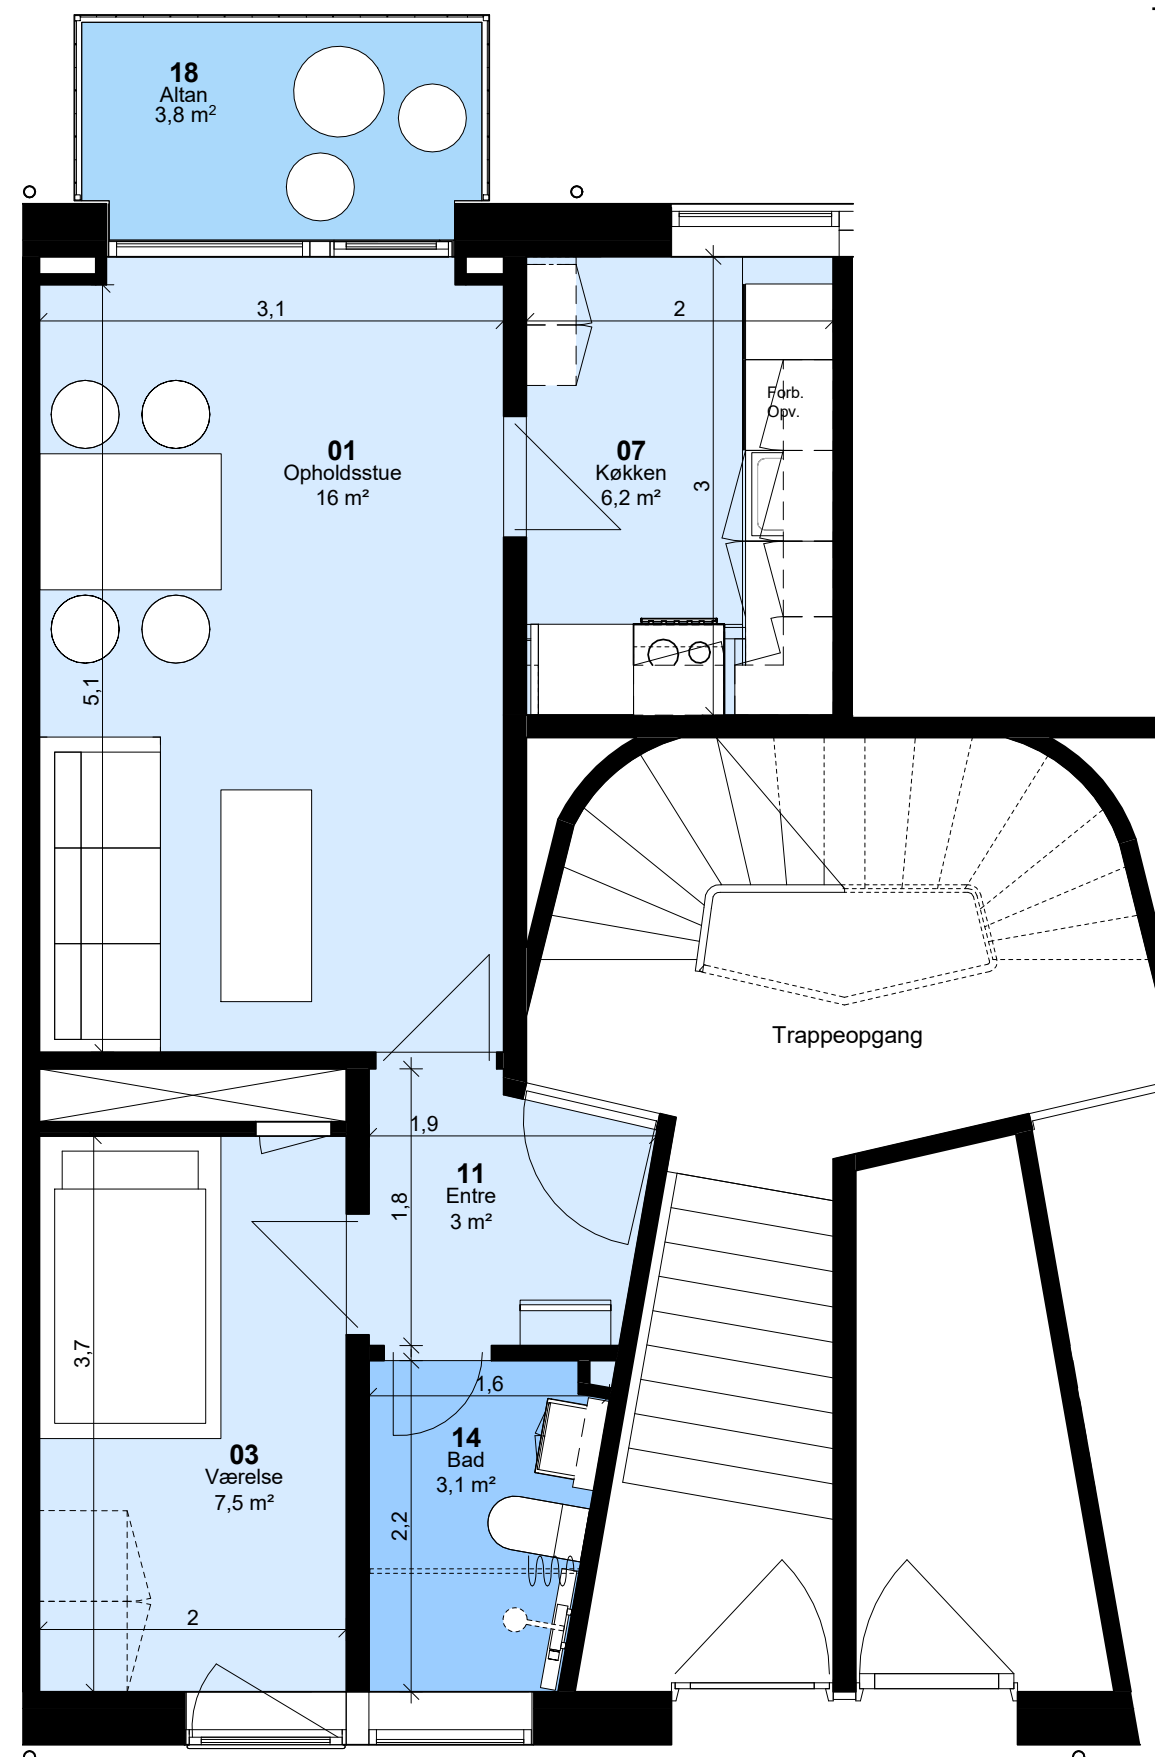 18
Altan
3,8 m²
3,1
2
Forb.
Opv.
01
Opholdsstue
16 m²
07
Køkken
6,2 m²
3
5,1
Trappeopgang
1,9
11
Entre
3 m²
1,8
3,7
1,6
14
Bad
3,1 m²
03
Værelse
7,5 m²
2,2
2